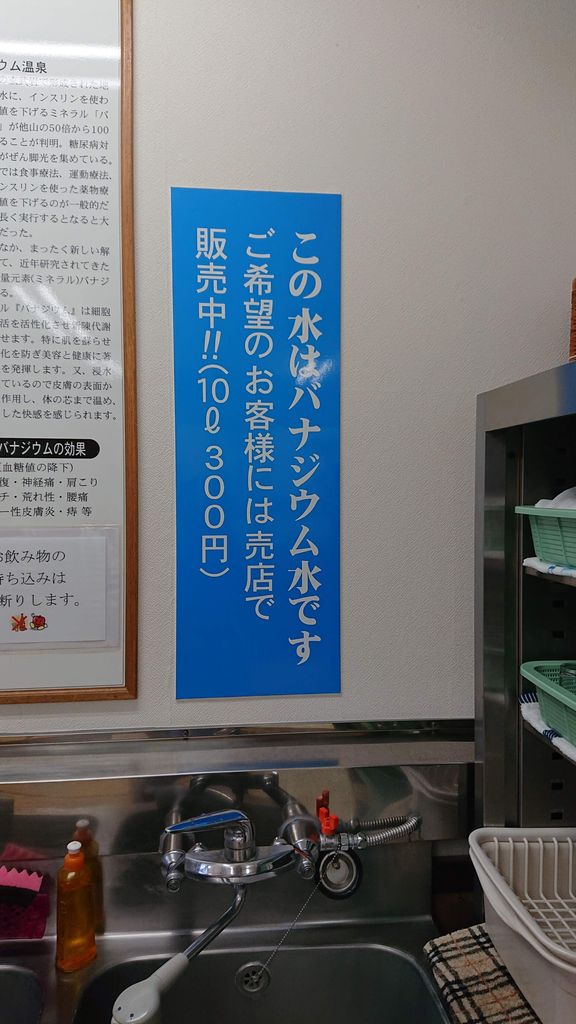 この水はバナジウム水です
ご希望のお客様には売店で
販売中!!(10ℓ 300円)
ウム温泉
水に、インスリンを使わ
値を下げるミネラル「バ
」が他山の50倍から100
ることが判明。糖尿病対
がぜん脚光を集めている。
では食事療法、運動療法、
ンスリンを使った薬物療
値を下げるのが一般的だ
長く実行するとなると大
だった。
なか、まったく新しい解
て、近年研究されてきた
量元素(ミネラル)バナジ
る。
ル『バナジウム』は細胞
活を活性化させ新陳代謝
せます。特に肌を蘇らせ
化を防ぎ美容と健康に著
を発揮します。又、浸水
ているので皮膚の表面か
作用し、体の芯まで温め、
した快感を感じられます。
バナジウムの効果
(血糖値の降下)
復・神経痛・肩こり
チ・荒れ性・腰痛
ー性皮膚炎・痔 等
お飲み物の
持ち込みは
断りします。